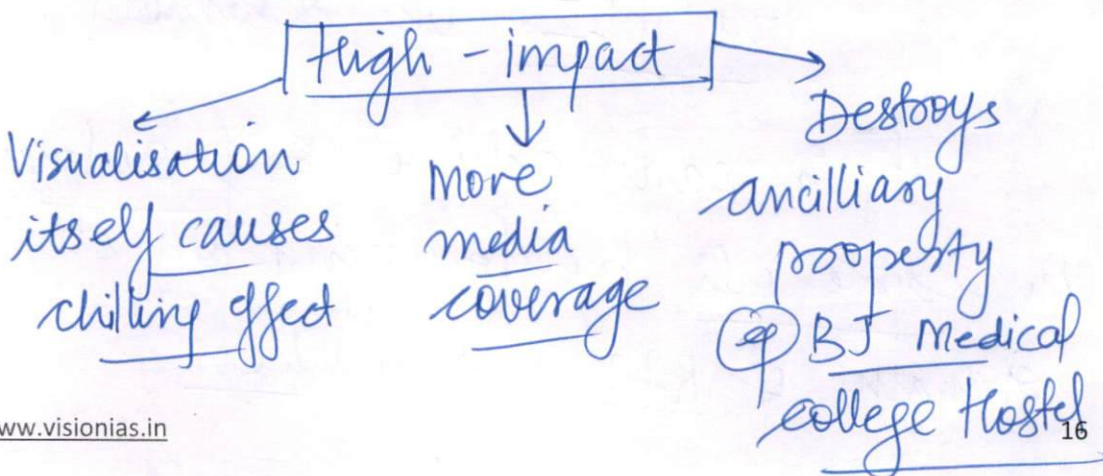 High - impact
Visualisation
itself causes
chilling effect
More
media
coverage
Destroys
ancilliary
property
eg BJ Medical
college Hostel
www.visionias.in
16